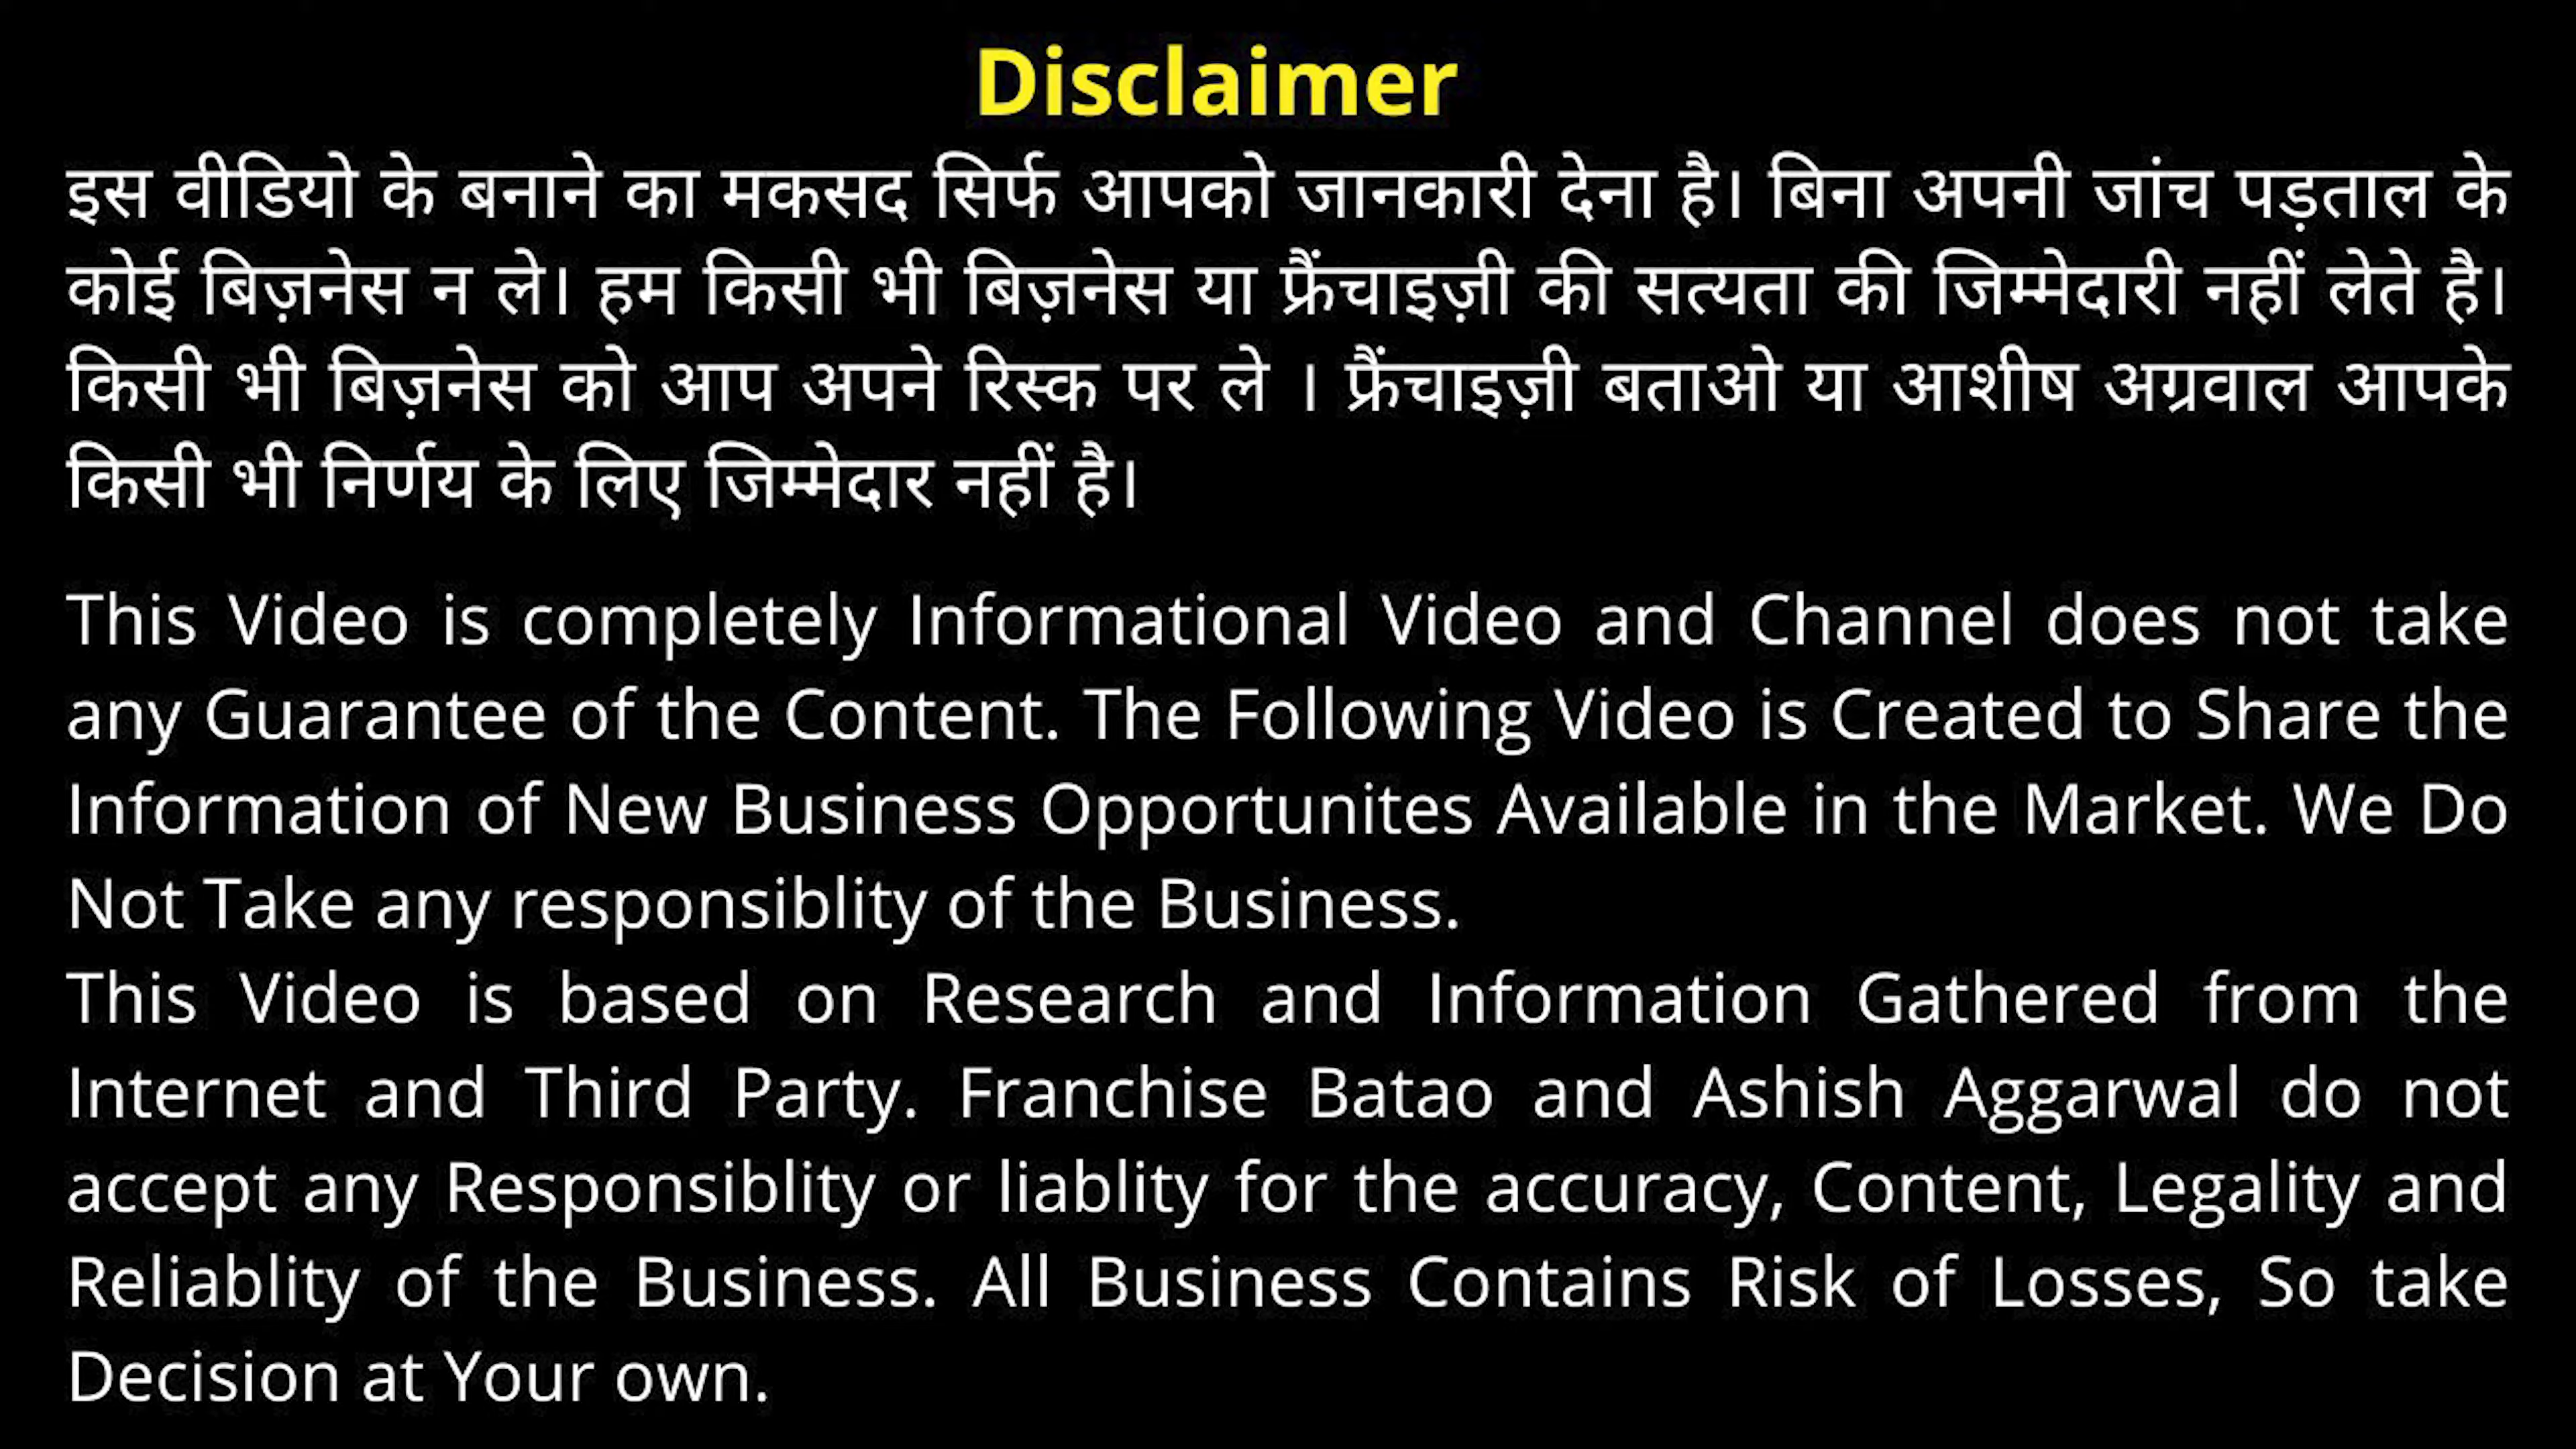 Disclaimer
इस वीडियो के बनाने का मकसद सिर्फ आपको जानकारी देना है। बिना अपनी जांच पड़ताल के
कोई बिज़नेस न ले। हम किसी भी बिज़नेस या फ्रैंचाइज़ी की सत्यता की जिम्मेदारी नहीं लेते है।
किसी भी बिज़नेस को आप अपने रिस्क पर ले । फ्रैंचाइज़ी बताओ या आशीष अग्रवाल आपके
किसी भी निर्णय के लिए जिम्मेदार नहीं है।
This Video is completely Informational Video and Channel does not take
any Guarantee of the Content. The Following Video is Created to Share the
Information of New Business Opportunites Available in the Market. We Do
Not Take any responsiblity of the Business.
This Video is based on Research and Information Gathered from the
Internet and Third Party. Franchise Batao and Ashish Aggarwal do not
accept any Responsiblity or liablity for the accuracy, Content, Legality and
Reliablity of the Business. All Business Contains Risk of Losses, So take
Decision at Your own.